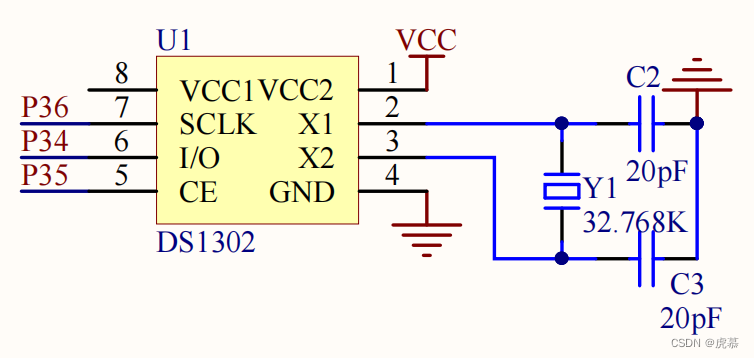 U1
VCC
8
VCC1
VCC2
1
P36
7
SCLK
X1
2
P34
6
I/O
X2
3
P35
5
CE
GND
4
DS1302
C2
20pF
Y1
32.768K
C3
20pF
CSDN @虎慕